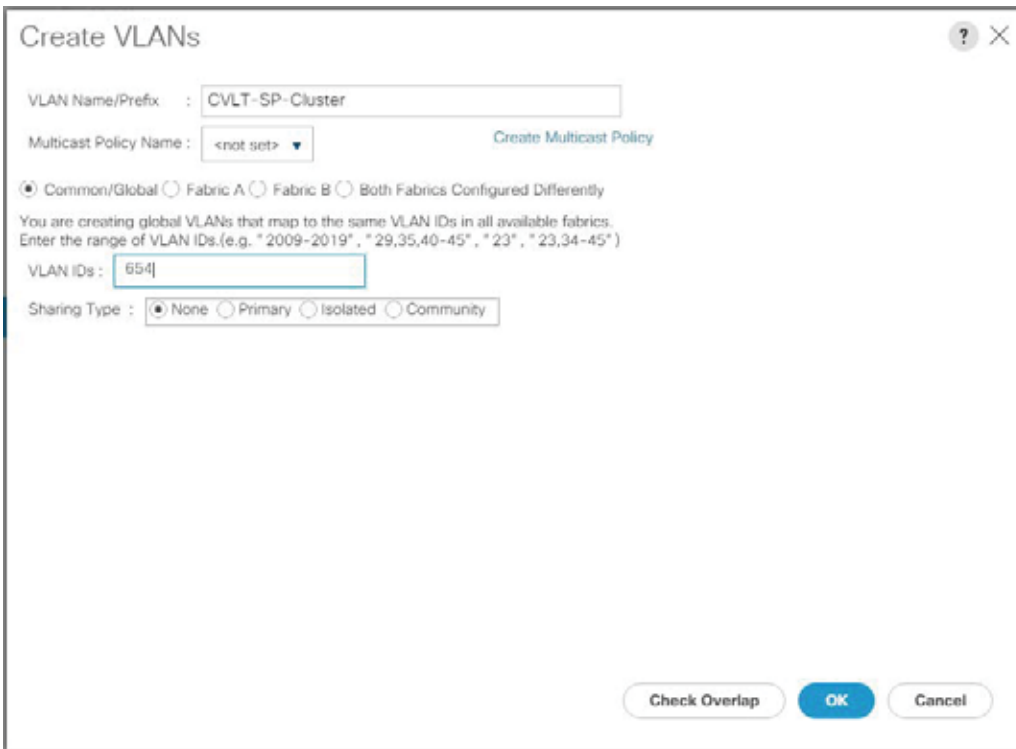 Create VLANs ?
VLAN Name/Prefix : CVLT-SP-Cluster
Multicast Policy Name : <not set> Create Multicast Policy
Common/Global Fabric A Fabric B Both Fabrics Configured Differently
You are creating global VLANs that map to the same VLAN IDs in all available fabrics.
Enter the range of VLAN IDs.(e.g. "2009-2019" , "29,35,40-45" , "23" , "23,34-45" )
VLAN IDs : 654
Sharing Type : None Primary Isolated Community
Check Overlap OK Cancel